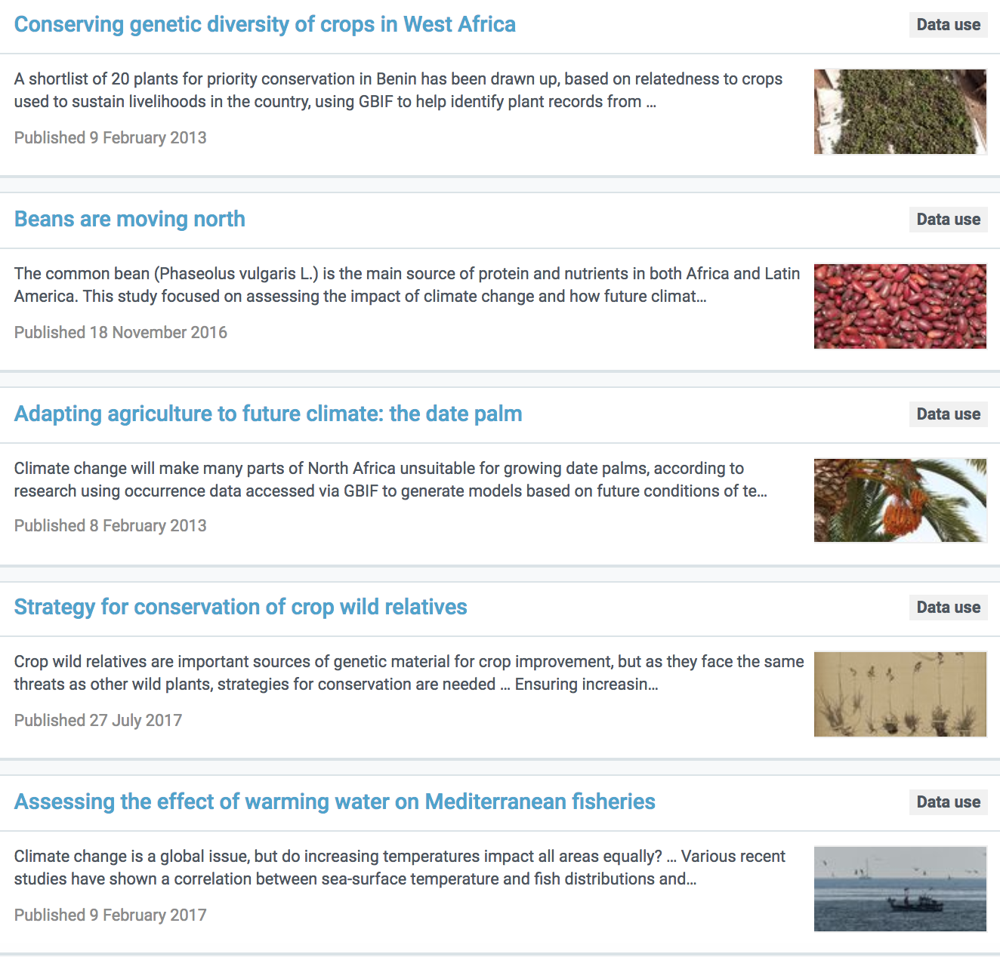 Conserving genetic diversity of crops in West Africa
Data use
A shortlist of 20 plants for priority conservation in Benin has been drawn up, based on relatedness to crops
used to sustain livelihoods in the country, using GBIF to help identify plant records from ...
Published 9 February 2013
Beans are moving north
Data use
The common bean (Phaseolus vulgaris L.) is the main source of protein and nutrients in both Africa and Latin
America. This study focused on assessing the impact of climate change and how future climat...
Published 18 November 2016
Adapting agriculture to future climate: the date palm
Data use
Climate change will make many parts of North Africa unsuitable for growing date palms, according to
research using occurrence data accessed via GBIF to generate models based on future conditions of te...
Published 8 February 2013
Strategy for conservation of crop wild relatives
Data use
Crop wild relatives are important sources of genetic material for crop improvement, but as they face the same
threats as other wild plants, strategies for conservation are needed ... Ensuring increasin...
Published 27 July 2017
Assessing the effect of warming water on Mediterranean fisheries
Data use
Climate change is a global issue, but do increasing temperatures impact all areas equally? ... Various recent
studies have shown a correlation between sea-surface temperature and fish distributions and...
Published 9 February 2017